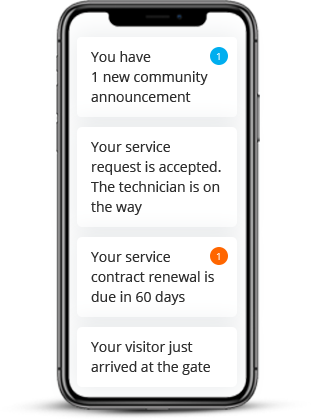 You have
1
1 new community
announcement
Your service
request is accepted.
The technician is on
the way
Your service
1
contract renewal is
due in 60 days
Your visitor just
arrived at the gate